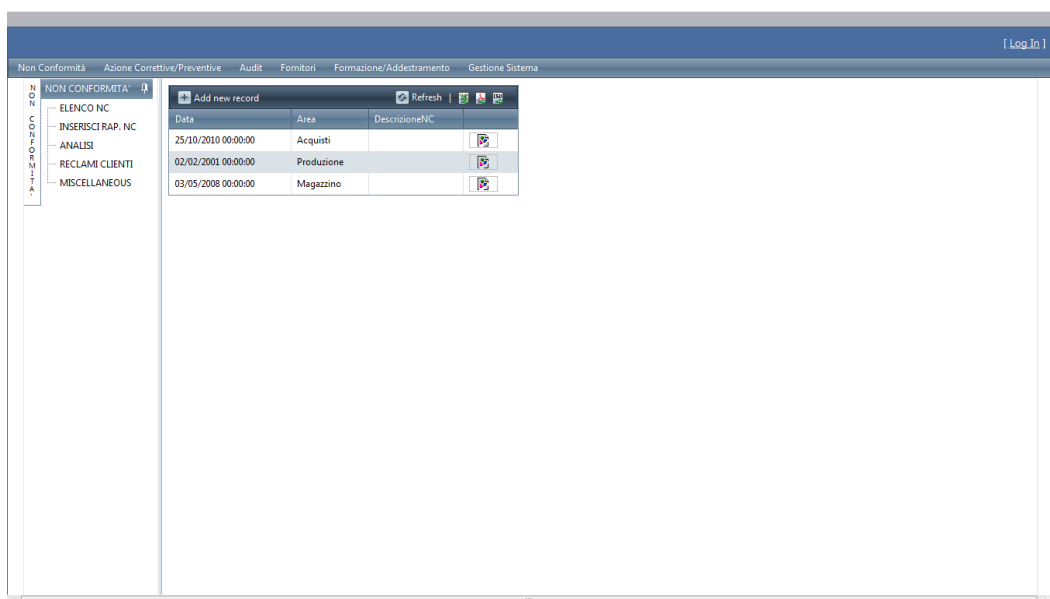 [ Log In ]
Non Conformità Azione Correttive/Preventive Audit Fornitori Formazione/Addestramento Gestione Sistema
NON CONFORMITA'
NON CONFORMITA'
ELENCO NC
INSERISCI RAP. NC
ANALISI
RECLAMI CLIENTI
MISCELLANEOUS
Add new record Refresh |
Data Area DescrizioneNC
25/10/2010 00:00:00 Acquisti
02/02/2001 00:00:00 Produzione
03/05/2008 00:00:00 Magazzino